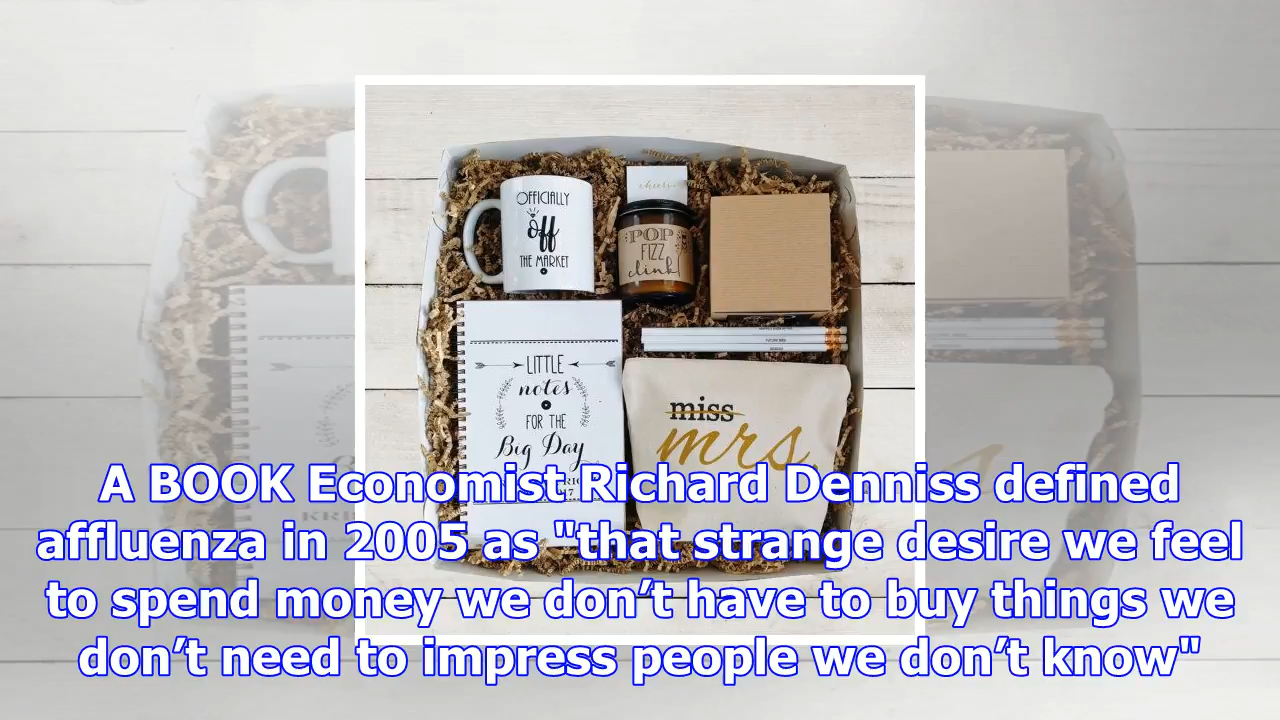 OFFICIALLY
off
THE MARKET
cheers
POP
FIZZ
clink!
LITTLE
notes
FOR THE
Big Day
miss
mrs.
A BOOK Economist Richard Denniss defined
affluenza in 2005 as "that strange desire we feel
to spend money we don’t have to buy things we
don’t need to impress people we don’t know"